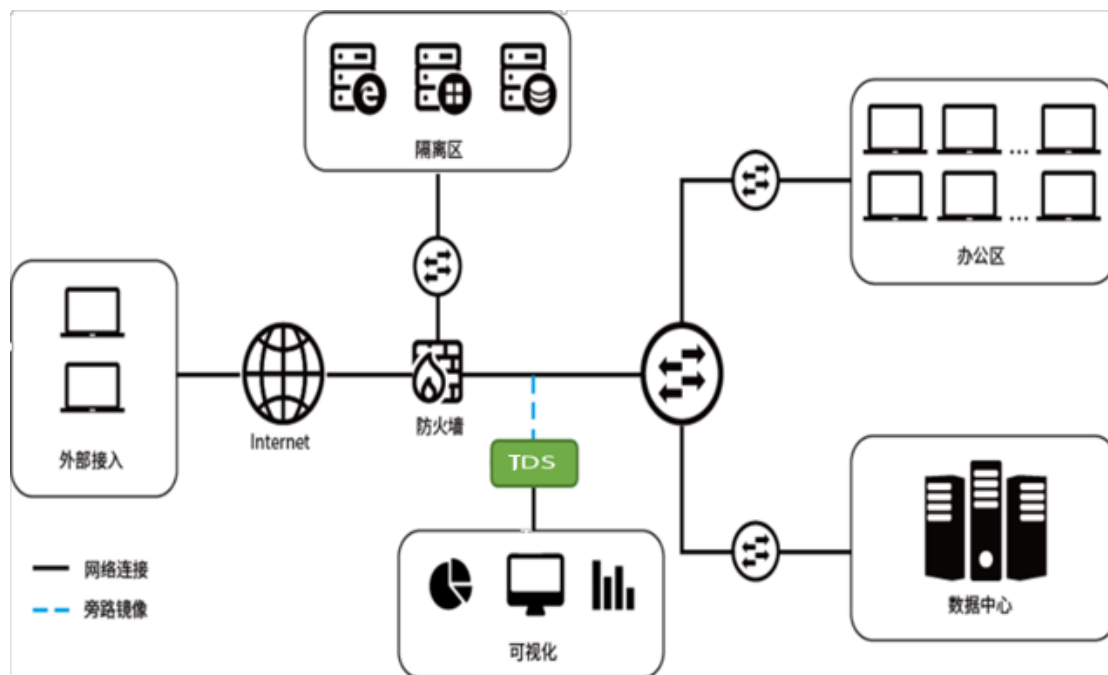 隔离区
办公区
外部接入
Internet
防火墙
TDS
网络连接
旁路镜像
可视化
数据中心